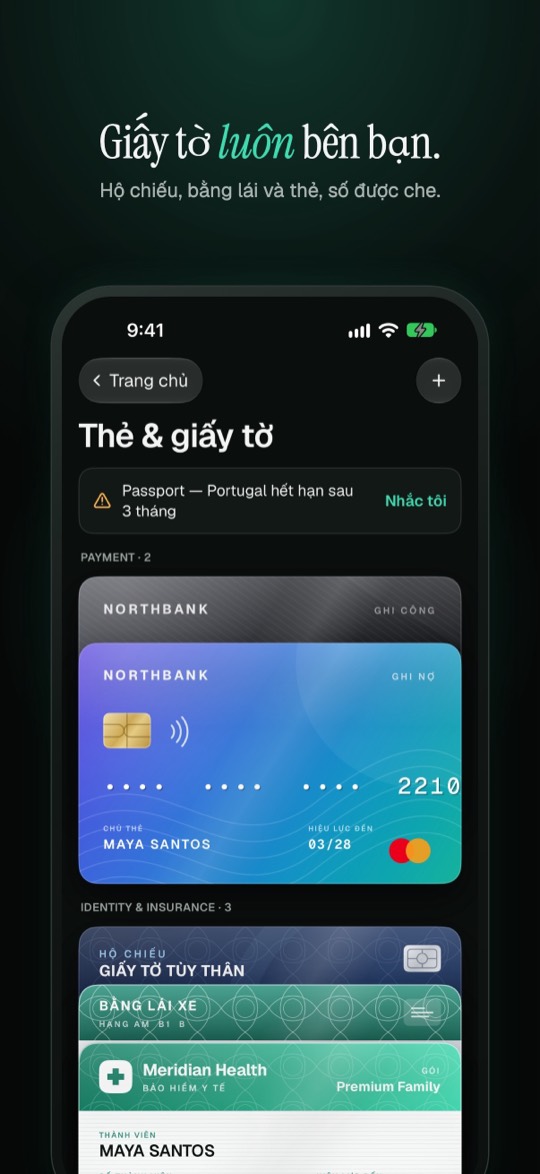 Giấy tờ luôn bên bạn.
Hộ chiếu, bằng lái và thẻ, số được che.
9:41
Trang chủ
+
Thẻ & giấy tờ
Passport — Portugal hết hạn sau
3 tháng
Nhắc tôi
PAYMENT · 2
NORTHBANK
GHI CÔNG
NORTHBANK
GHI NỢ
•••• •••• •••• 2210
CHỦ THẺ
HIỆU LỰC ĐẾN
MAYA SANTOS
03/28
IDENTITY & INSURANCE · 3
HỘ CHIẾU
GIẤY TỜ TÙY THÂN
BẰNG LÁI XE
HẠNG AM B1 B
Meridian Health
BẢO HIỂM Y TẾ
GÓI
Premium Family
THÀNH VIÊN
MAYA SANTOS